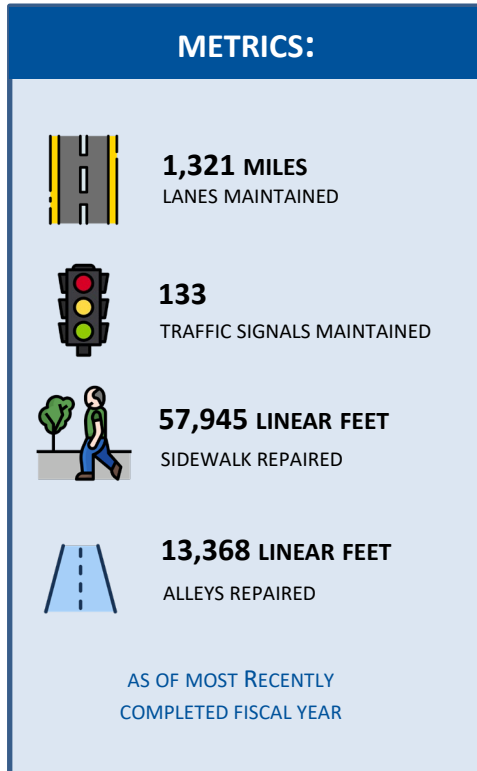 METRICS:
1,321 MILES
LANES MAINTAINED
133
TRAFFIC SIGNALS MAINTAINED
57,945 LINEAR FEET
SIDEWALK REPAIRED
13,368 LINEAR FEET
ALLEYS REPAIRED
AS OF MOST RECENTLY
COMPLETED FISCAL YEAR